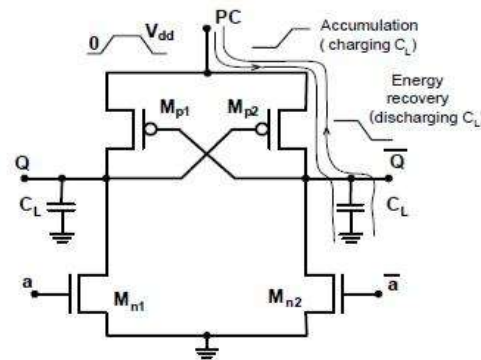 PC
0
V_dd
Accumulation
( charging C_L)
Energy
recovery
(discharging C_L)
M_p1
M_p2
Q
Q̅
C_L
C_L
a
M_n1
M_n2
a̅